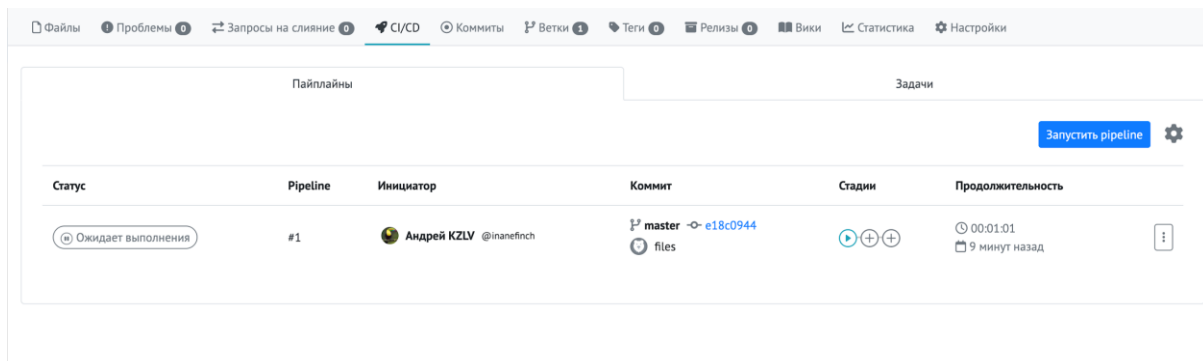 Файлы Проблемы 0 Запросы на слияние 0 CI/CD Коммиты Ветки 1 Теги 0 Релизы 0 Вики Статистика Настройки
Пайплайны Задачи
Запустить pipeline
Статус Pipeline Инициатор Коммит Стадии Продолжительность
Ожидает выполнения #1 Андрей KZLV @inanefinch master e18c0944 00:01:01
files 9 минут назад